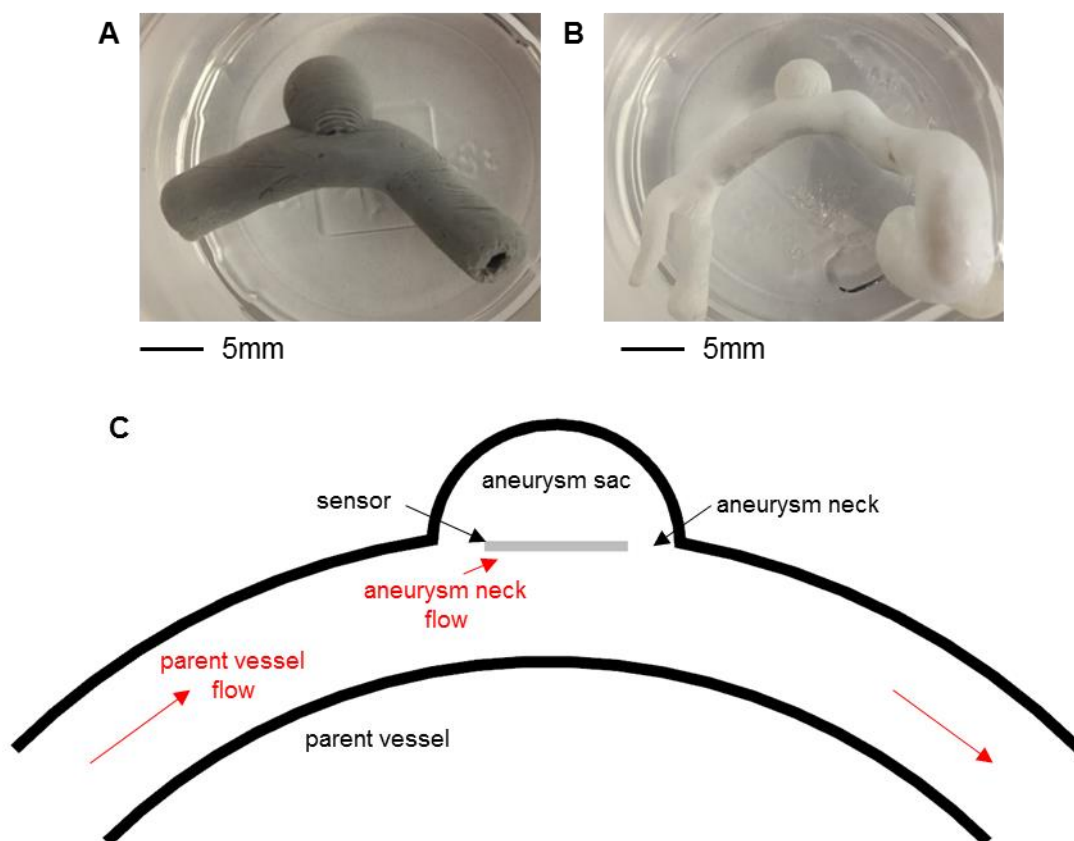 A
B
5mm
5mm
C
aneurysm sac
sensor
aneurysm neck
aneurysm neck
flow
parent vessel
flow
parent vessel